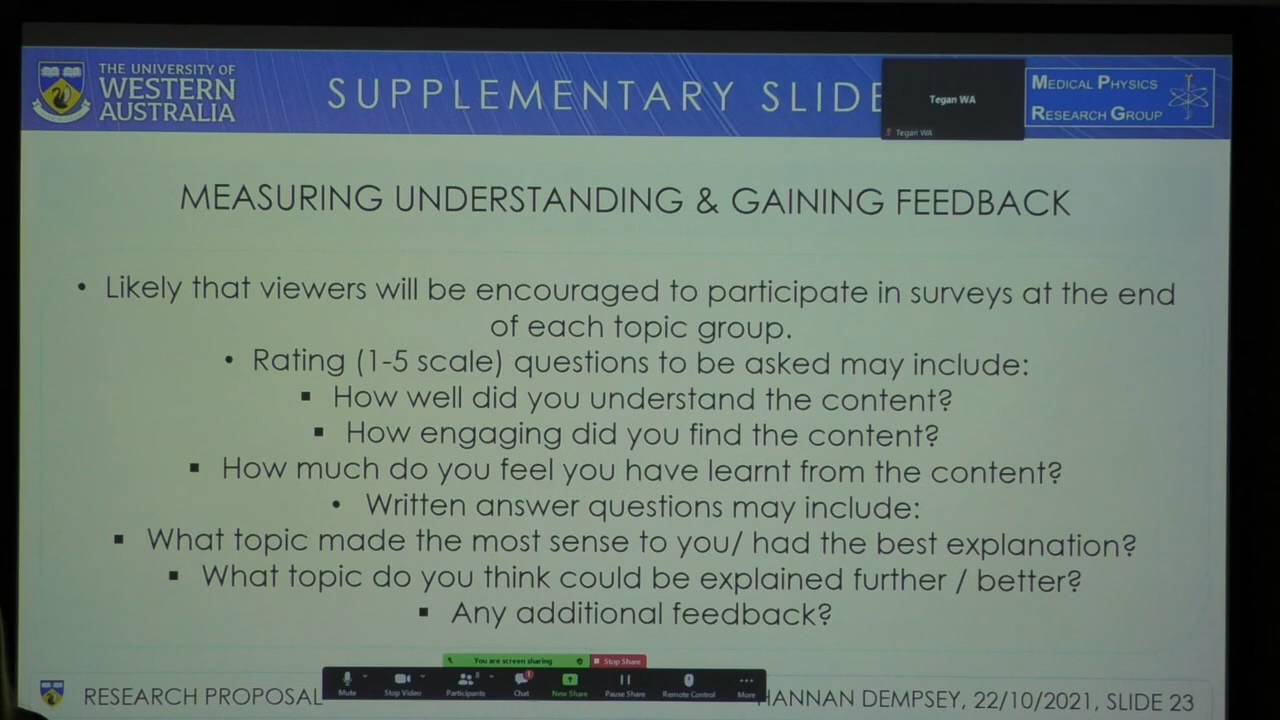 THE UNIVERSITY OF
WESTERN
AUSTRALIA
SUPPLEMENTARY SLIDE
Tegan WA
Tegan WA
MEDICAL PHYSICS
RESEARCH GROUP
MEASURING UNDERSTANDING & GAINING FEEDBACK
• Likely that viewers will be encouraged to participate in surveys at the end
of each topic group.
• Rating (1-5 scale) questions to be asked may include:
▪ How well did you understand the content?
▪ How engaging did you find the content?
▪ How much do you feel you have learnt from the content?
• Written answer questions may include:
▪ What topic made the most sense to you/ had the best explanation?
▪ What topic do you think could be explained further / better?
▪ Any additional feedback?
You are screen sharing
Stop Share
Mute
Stop Video
Participants
Chat
New Share
Pause Share
Remote Control
More
RESEARCH PROPOSAL
HANNAN DEMPSEY, 22/10/2021, SLIDE 23